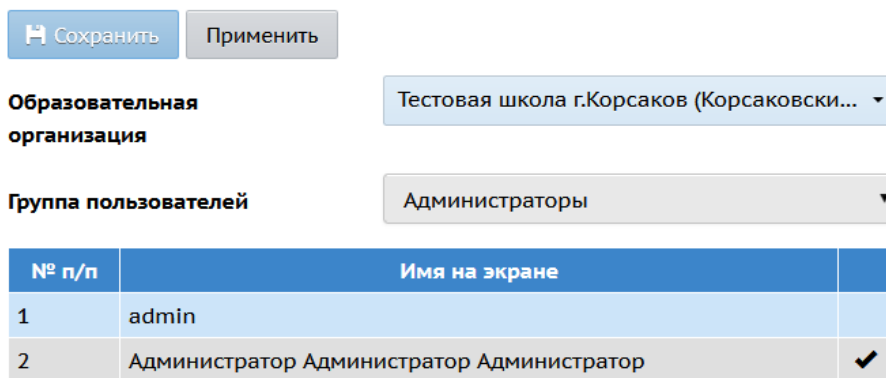 Сохранить Применить
Образовательная организация Тестовая школа г.Корсаков (Корсаковски...
Группа пользователей Администраторы
№ п/п Имя на экране
1 admin
2 Администратор Администратор Администратор